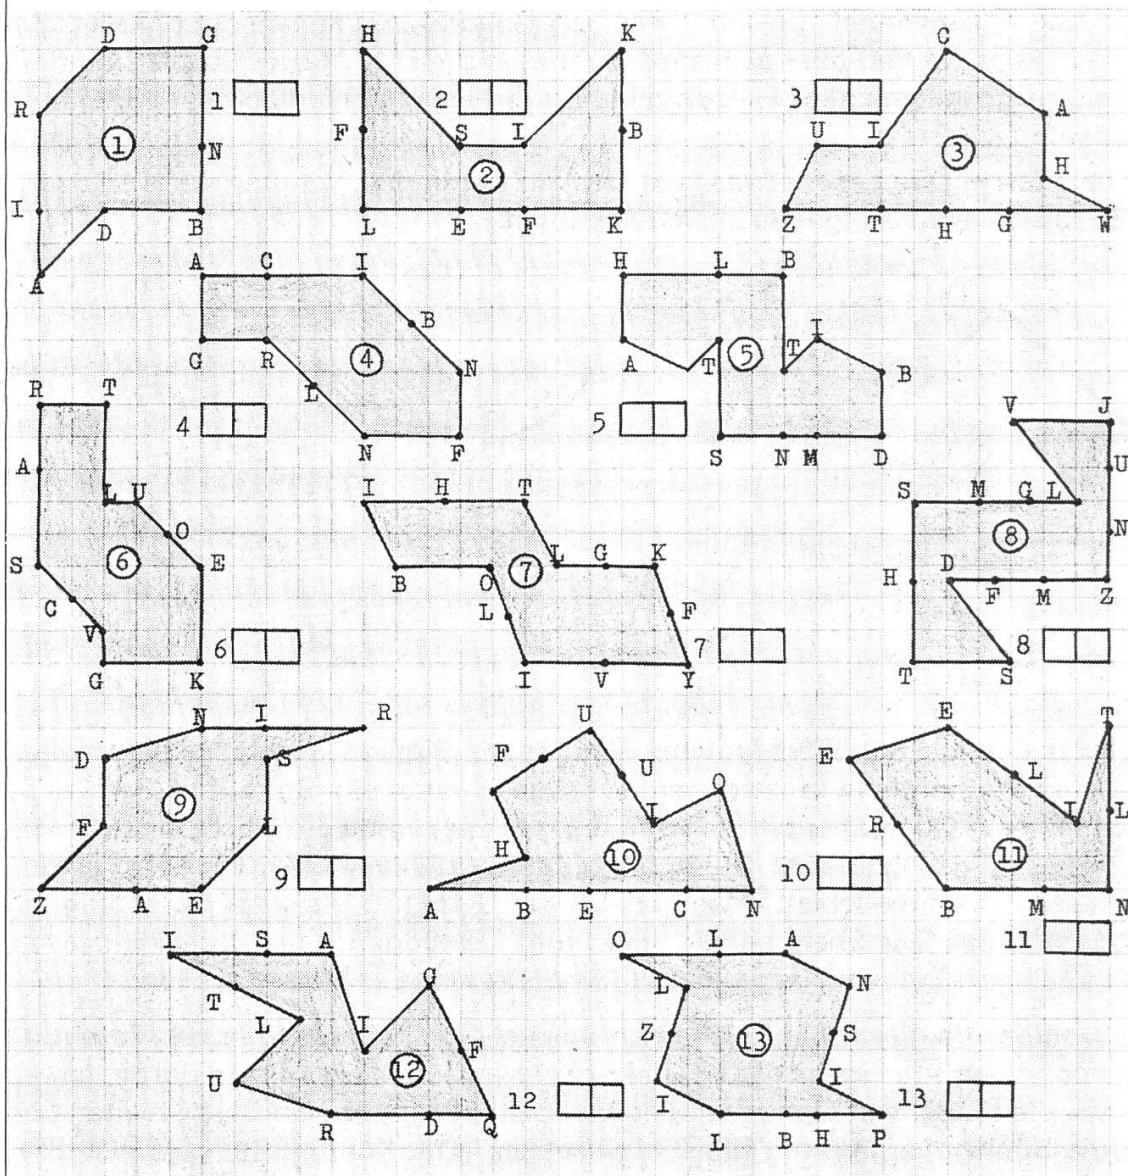 D G
H K
C
1
2
3
R
F
S I
B
U I
A
①
N
②
③
H
I
D B
L E F K
Z T H G W
A
A C I
H L B
B
I
G R
④
N
A T
⑤
T
B
L
R T
4
N F
5
S N M D
V J
A
U
L U
I H T
S M G L
O
N
S
⑥
E
B O
⑦
L G K
⑧
D
H
F M Z
C
L
F
V
6
7
8
G K
I V Y
T S
N I R
U
E T
D
S
F
U
E
L
⑨
O
F
L
I
R
I
L
H
⑩
⑪
9
10
Z A E
A B E C N
B M N
11
I S A
O L A
T
G
L
N
L
I
Z
⑬
S
U
⑫
F
I
I
12
13
R D Q
L B H P